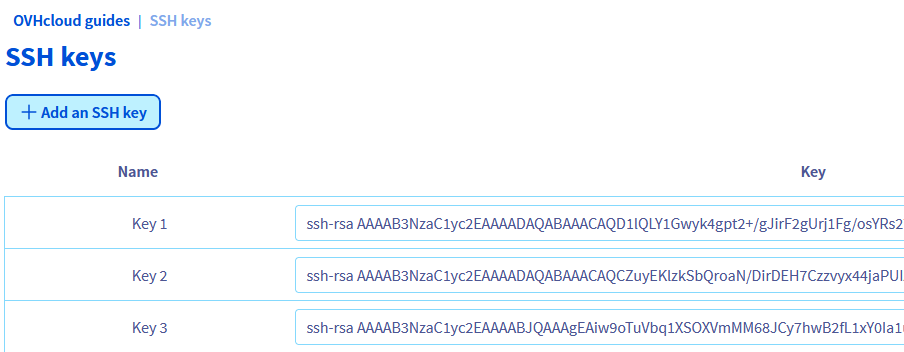 OVHcloud guides | SSH keys
SSH keys
+ Add an SSH key
Name Key
Key 1 ssh-rsa AAAAB3NzaC1yc2EAAAADAQABAAACAQD1lQLY1Gwyk4gpt2+/gJirF2gUrj1Fg/osYRs2
Key 2 ssh-rsa AAAAB3NzaC1yc2EAAAADAQABAAACAQCZuyEKlzkSbQroaN/DirDEH7Czzvyx44jaPUI
Key 3 ssh-rsa AAAAB3NzaC1yc2EAAAABJQAAAgEAiw9oTuVbq1XSOXVmMM68JCy7hwB2fL1xY0Ia1